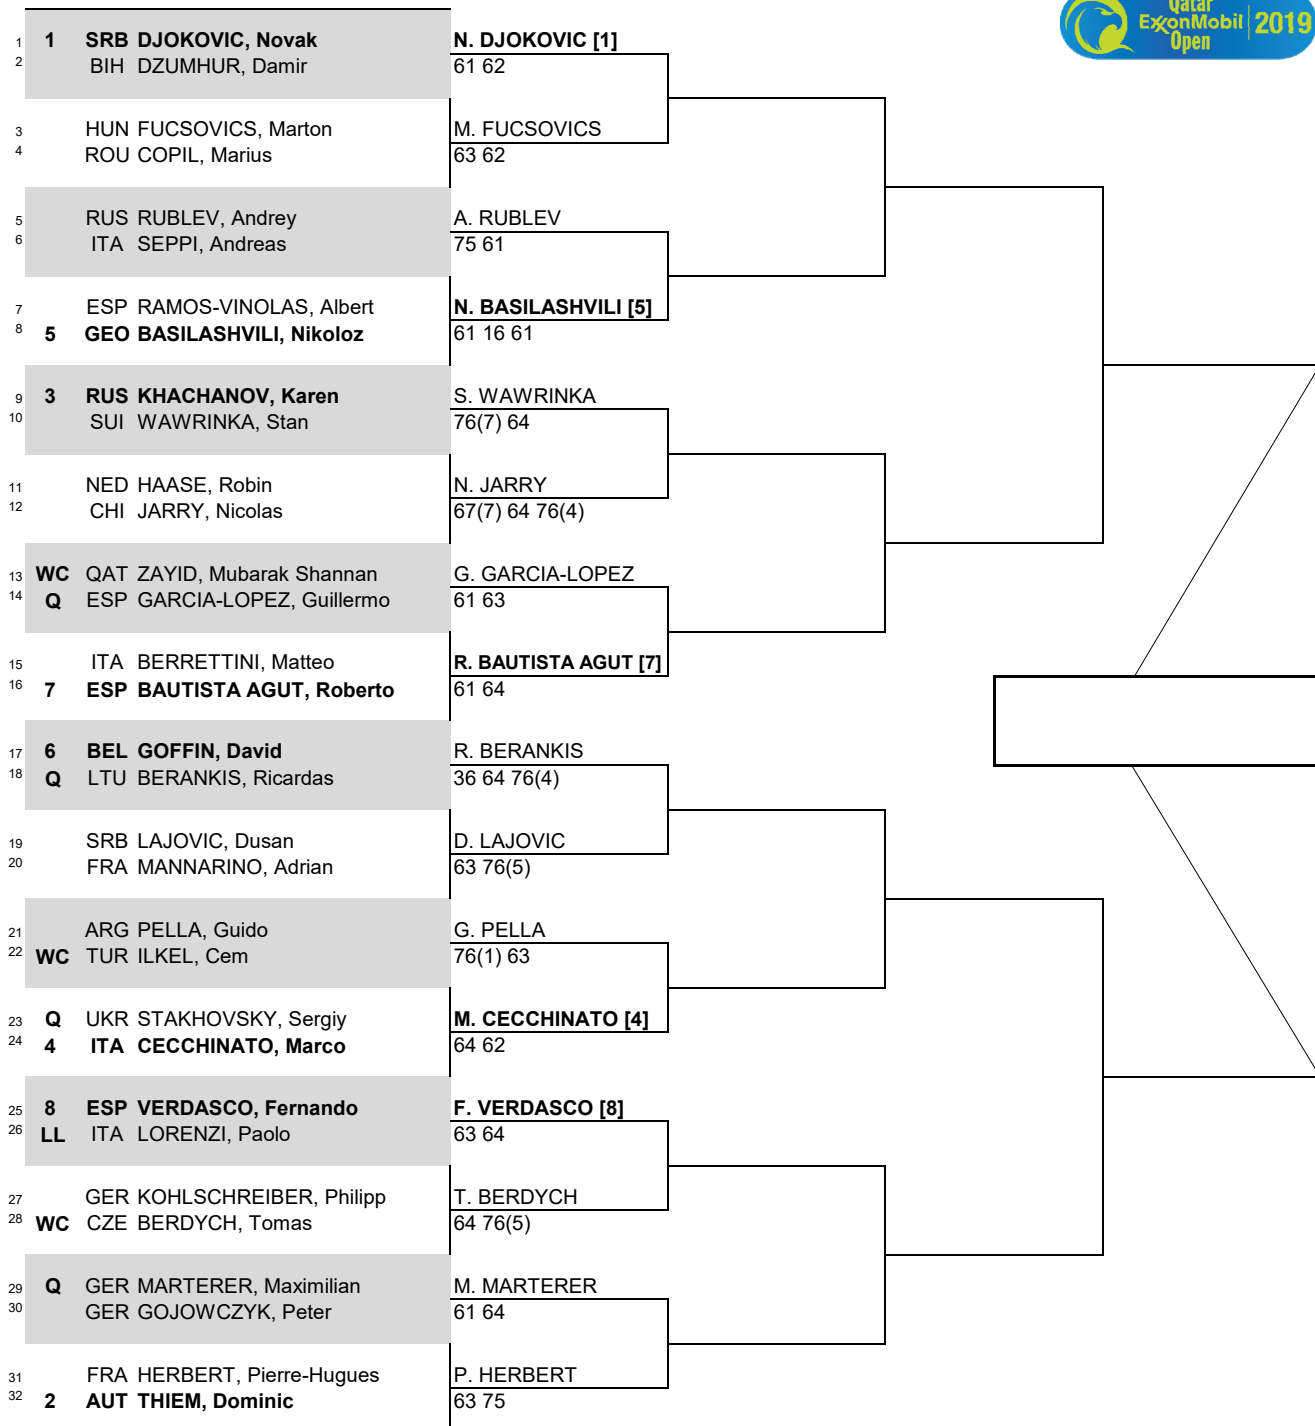 Qatar
ExxonMobil 2019
Open
1 1 SRB DJOKOVIC, Novak N. DJOKOVIC [1]
2 BIH DZUMHUR, Damir 61 62
3 HUN FUCSOVICS, Marton M. FUCSOVICS
4 ROU COPIL, Marius 63 62
5 RUS RUBLEV, Andrey A. RUBLEV
6 ITA SEPPI, Andreas 75 61
7 ESP RAMOS-VINOLAS, Albert N. BASILASHVILI [5]
8 5 GEO BASILASHVILI, Nikoloz 61 16 61
9 3 RUS KHACHANOV, Karen S. WAWRINKA
10 SUI WAWRINKA, Stan 76(7) 64
11 NED HAASE, Robin N. JARRY
12 CHI JARRY, Nicolas 67(7) 64 76(4)
13 WC QAT ZAYID, Mubarak Shannan G. GARCIA-LOPEZ
14 Q ESP GARCIA-LOPEZ, Guillermo 61 63
15 ITA BERRETTINI, Matteo R. BAUTISTA AGUT [7]
16 7 ESP BAUTISTA AGUT, Roberto 61 64
17 6 BEL GOFFIN, David R. BERANKIS
18 Q LTU BERANKIS, Ricardas 36 64 76(4)
19 SRB LAJOVIC, Dusan D. LAJOVIC
20 FRA MANNARINO, Adrian 63 76(5)
21 ARG PELLA, Guido G. PELLA
22 WC TUR ILKEL, Cem 76(1) 63
23 Q UKR STAKHOVSKY, Sergiy M. CECCHINATO [4]
24 4 ITA CECCHINATO, Marco 64 62
25 8 ESP VERDASCO, Fernando F. VERDASCO [8]
26 LL ITA LORENZI, Paolo 63 64
27 GER KOHLSCHREIBER, Philipp T. BERDYCH
28 WC CZE BERDYCH, Tomas 64 76(5)
29 Q GER MARTERER, Maximilian M. MARTERER
30 GER GOJOWCZYK, Peter 61 64
31 FRA HERBERT, Pierre-Hugues P. HERBERT
32 2 AUT THIEM, Dominic 63 75